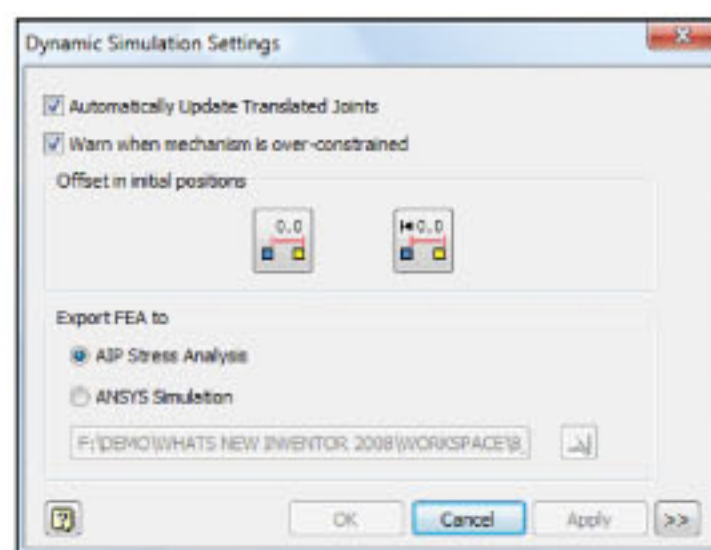 Dynamic Simulation Settings
Automatically Update Translated Joints
Warn when mechanism is over-constrained
Offset in initial positions
0.0
0.0
Export FEA to
AIP Stress Analysis
ANSYS Simulation
F:\DEMO\WHATS NEW INVENTOR 2008\WORKSPACE\8_
OK Cancel Apply >>